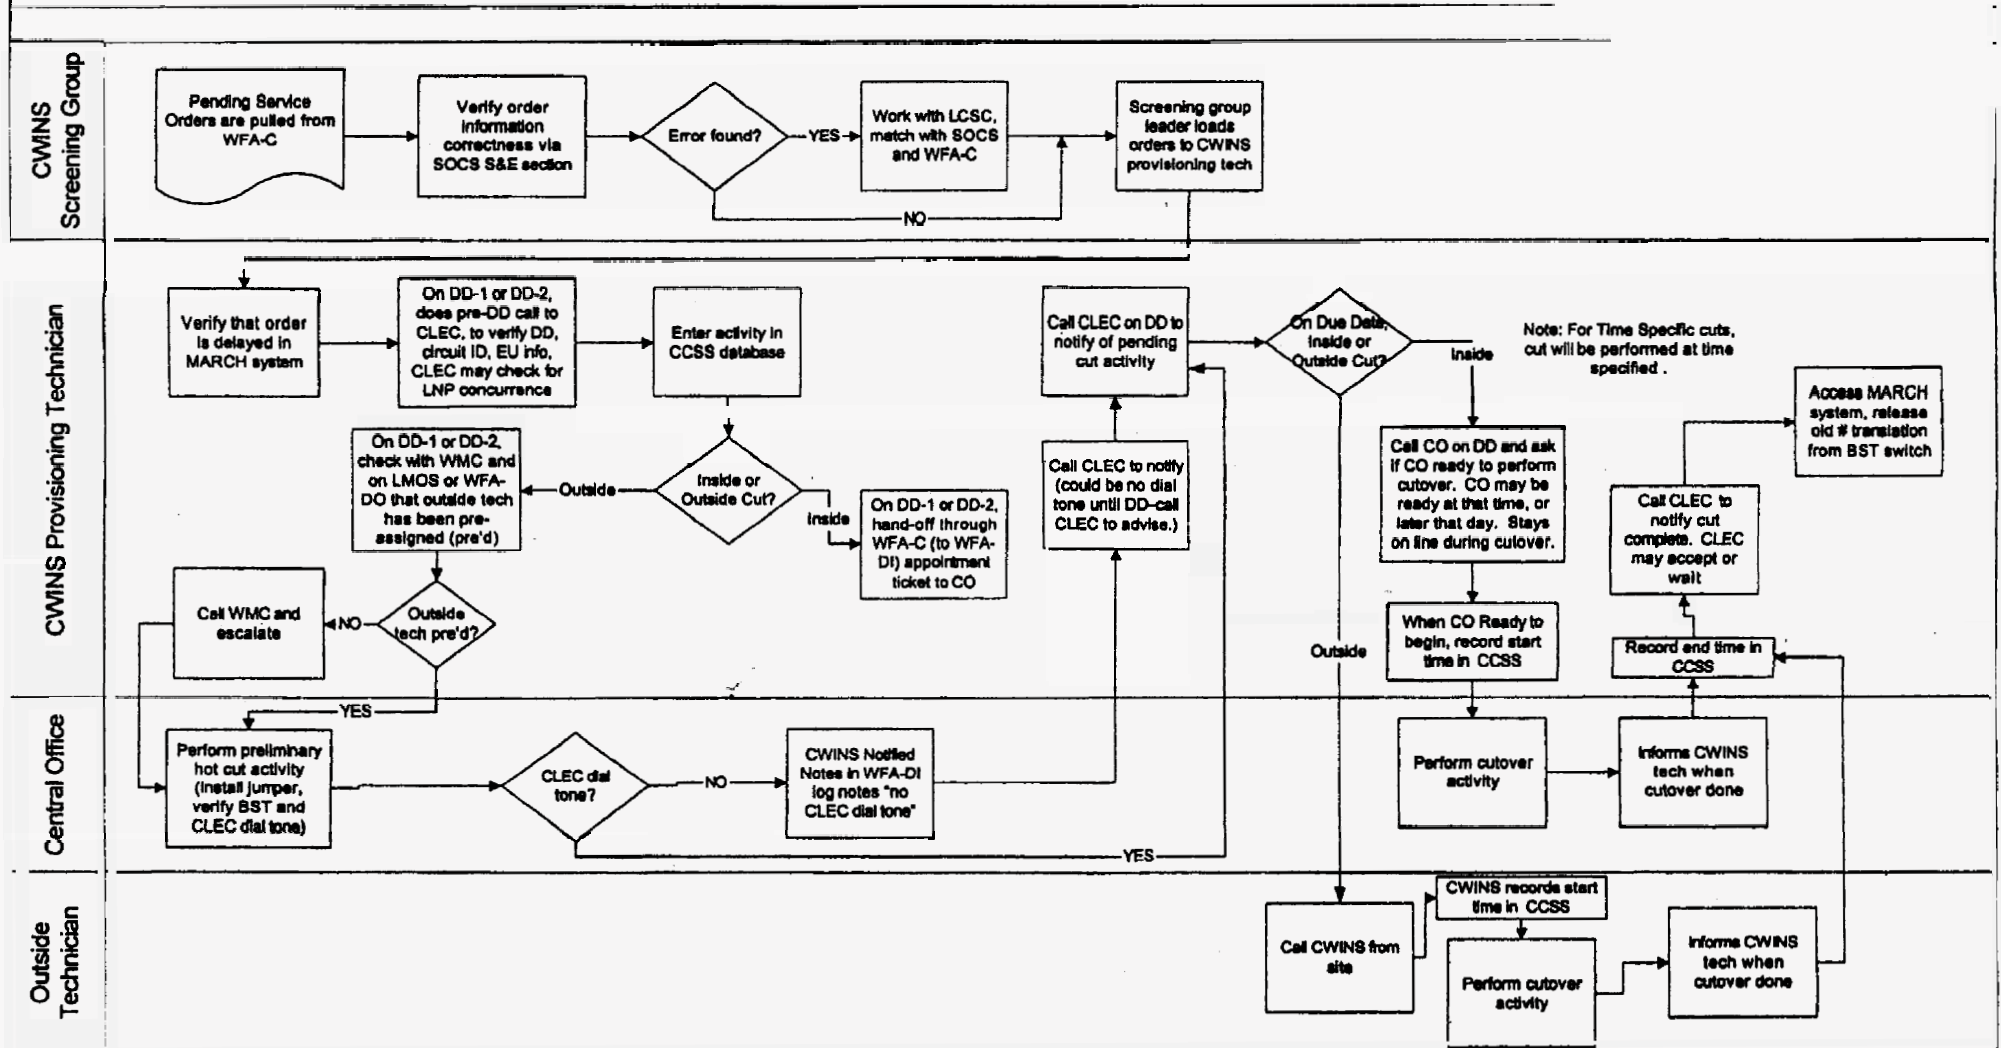 CWINS
Screening Group
Pending Service
Orders are pulled from
WFA-C
Verify order
information
correctness via
SOCS S&E section
Error found?
YES
NO
Work with LCSC,
match with SOCS
and WFA-C
Screening group
leader loads
orders to CWINS
provisioning tech
CWINS Provisioning Technician
Verify that order
is delayed in
MARCH system
On DD-1 or DD-2,
does pre-DD call to
CLEC, to verify DD,
circuit ID, EU info,
CLEC may check for
LNP concurrence
Enter activity in
CCSS database
Inside or
Outside Cut?
Outside
Inside
On DD-1 or DD-2,
check with WMC and
on LMOS or WFA-
DO that outside tech
has been pre-
assigned (pre'd)
On DD-1 or DD-2,
hand-off through
WFA-C (to WFA-
DI) appointment
ticket to CO
Outside
tech pre'd?
NO
Call WMC and
escalate
YES
Call CLEC on DD to
notify of pending
cut activity
Call CLEC to notify
(could be no dial
tone until DD-call
CLEC to advise.)
On Due Date,
Inside or
Outside Cut?
Inside
Outside
Note: For Time Specific cuts,
cut will be performed at time
specified .
Call CO on DD and ask
if CO ready to perform
cutover. CO may be
ready at that time, or
later that day. Stays
on line during cutover.
When CO Ready to
begin, record start
time in CCSS
Access MARCH
system, release
old # translation
from BST switch
Call CLEC to
notify cut
complete. CLEC
may accept or
wait
Record end time in
CCSS
Central Office
Perform preliminary
hot cut activity
(install jumper,
verify BST and
CLEC dial tone)
CLEC dial
tone?
NO
YES
CWINS Notified
Notes in WFA-DI
log notes "no
CLEC dial tone"
Perform cutover
activity
Informs CWINS
tech when
cutover done
Outside
Technician
Call CWINS from
site
CWINS records start
time in CCSS
Perform cutover
activity
Informs CWINS
tech when
cutover done